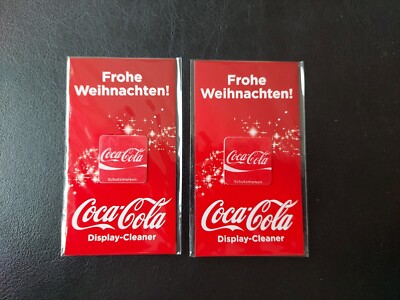 Frohe
Weihnachten!
Coca-Cola
Coca-Cola
Display-Cleaner
Frohe
Weihnachten!
Coca-Cola
Coca-Cola
Display-Cleaner